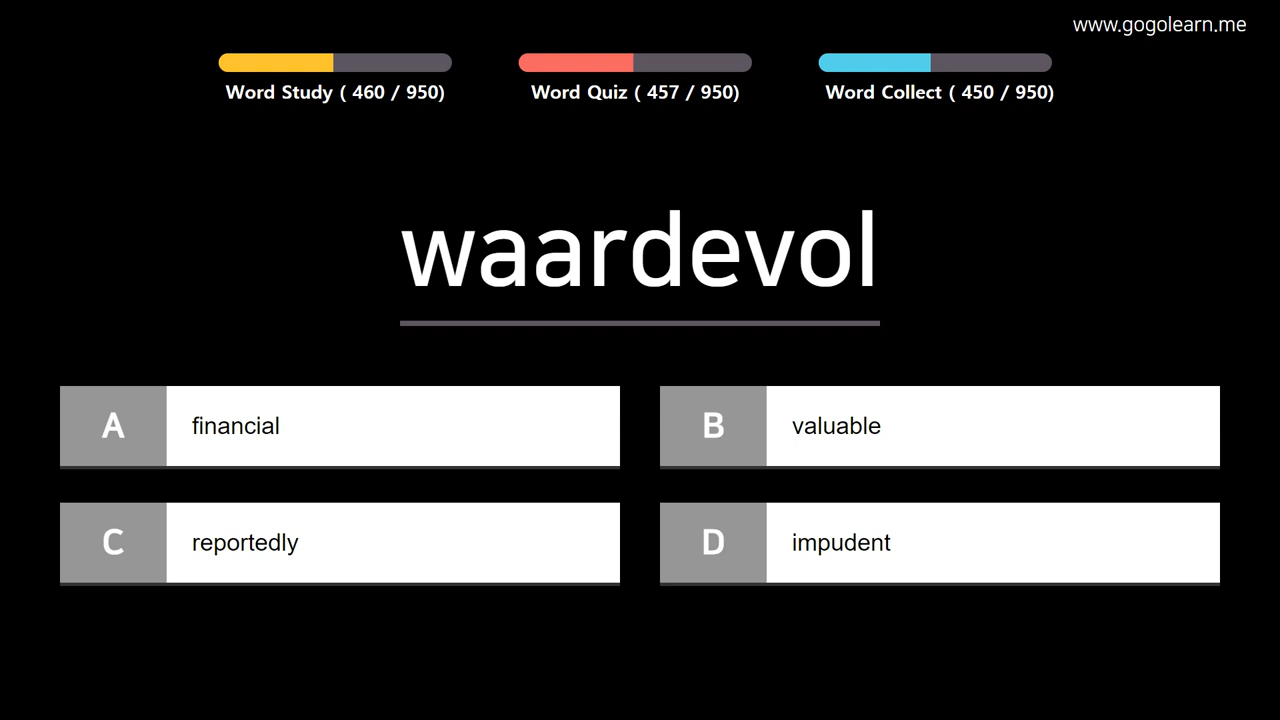 www.gogolearn.me
Word Study ( 460 / 950)
Word Quiz ( 457 / 950)
Word Collect ( 450 / 950)
waardevol
A financial
B valuable
C reportedly
D impudent